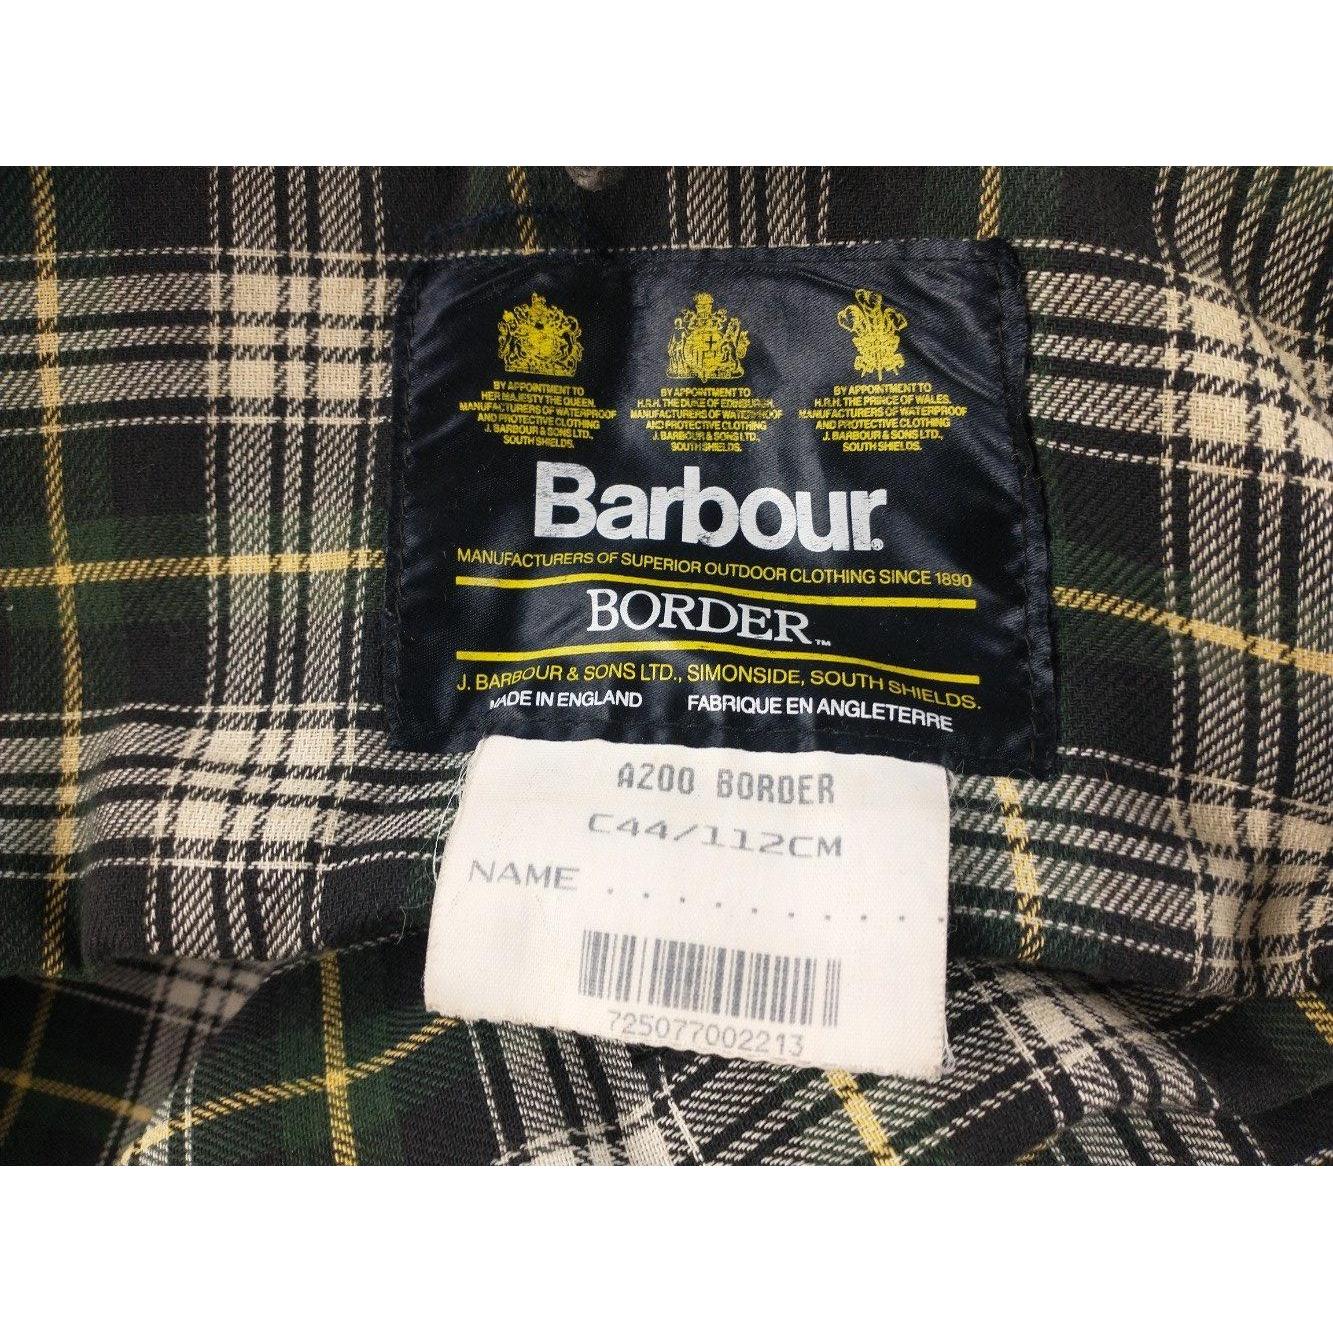 BY APPOINTMENT TO
HER MAJESTY THE QUEEN.
MANUFACTURERS OF WATERPROOF
AND PROTECTIVE CLOTHING
J. BARBOUR & SONS LTD.,
SOUTH SHIELDS.
BY APPOINTMENT TO
H.R.H. THE DUKE OF EDINBURGH.
MANUFACTURERS OF WATERPROOF
AND PROTECTIVE CLOTHING
J. BARBOUR & SONS LTD.,
SOUTH SHIELDS.
BY APPOINTMENT TO
H.R.H. THE PRINCE OF WALES.
MANUFACTURERS OF WATERPROOF
AND PROTECTIVE CLOTHING
J. BARBOUR & SONS LTD.,
SOUTH SHIELDS.
Barbour®
MANUFACTURERS OF SUPERIOR OUTDOOR CLOTHING SINCE 1890
BORDER™
J. BARBOUR & SONS LTD., SIMONSIDE, SOUTH SHIELDS.
MADE IN ENGLAND FABRIQUE EN ANGLETERRE
A200 BORDER
C44/112CM
NAME . . . . . . . . . .
725077002213